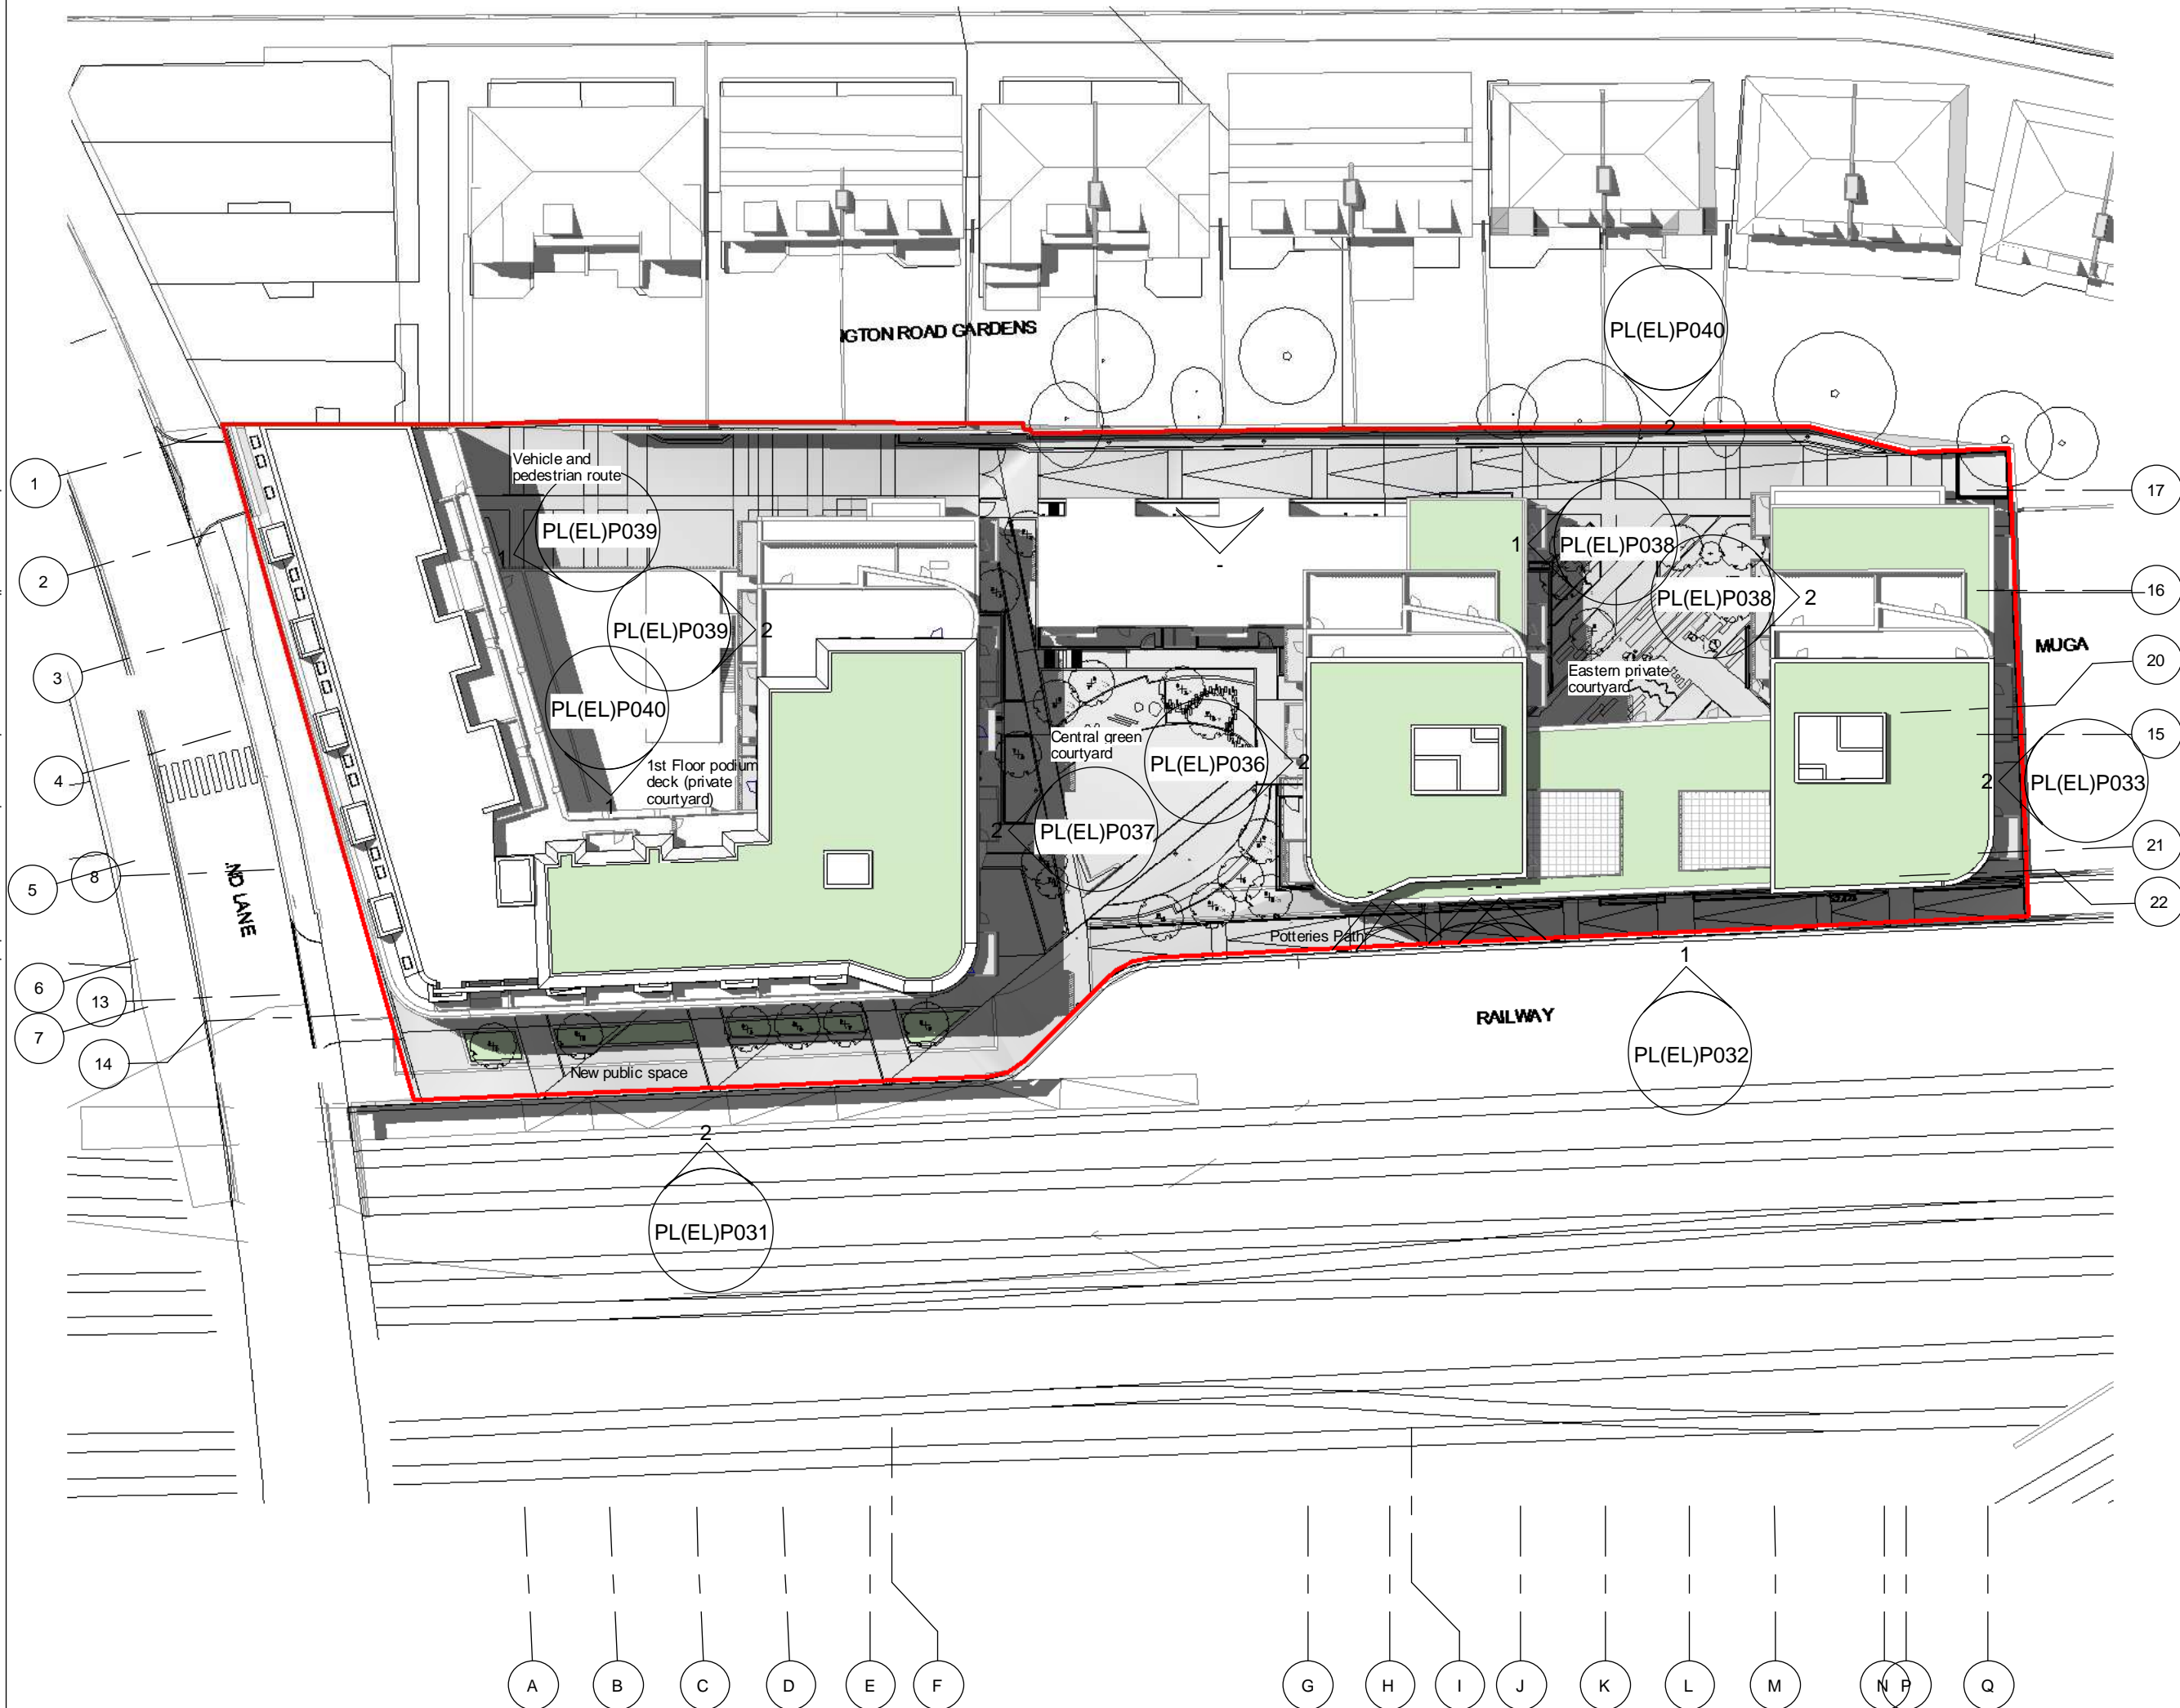 NGTON ROAD GARDENS
PL(EL)P040
2
Vehicle and
pedestrian route
1
PL(EL)P039
PL(EL)P039
2
PL(EL)P040
1
1st Floor podium
deck (private
courtyard)
-
1
PL(EL)P038
PL(EL)P038
2
Eastern private
courtyard
Central green
courtyard
PL(EL)P036
2
2
PL(EL)P037
MUGA
2
PL(EL)P033
Potteries Path
ND LANE
New public space
RAILWAY
1
PL(EL)P032
2
PL(EL)P031
1
2
3
4
5
8
6
13
7
14
17
16
20
15
21
22
A
B
C
D
E
F
G
H
I
J
K
L
M
N
P
Q